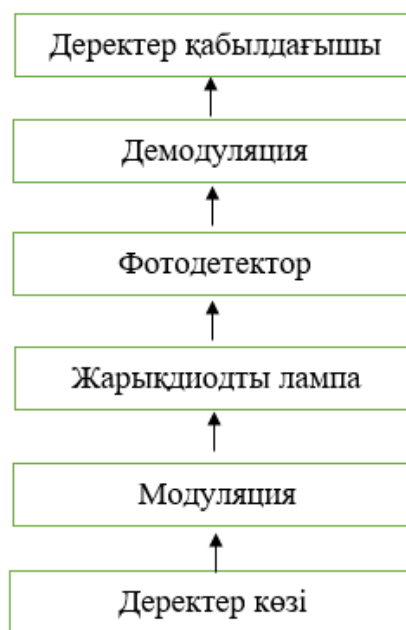 Деректер қабылдағышы
Демодуляция
Фотодетектор
Жарықдиодты лампа
Модуляция
Деректер көзі